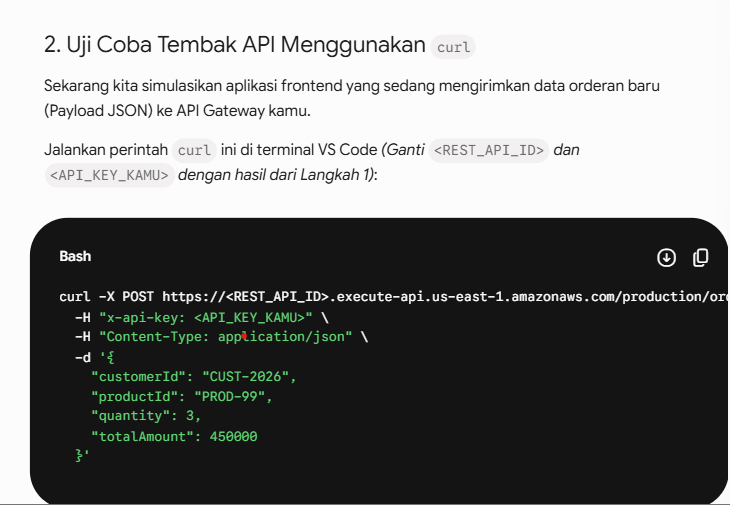 2. Uji Coba Tembak API Menggunakan curl
Sekarang kita simulasikan aplikasi frontend yang sedang mengirimkan data orderan baru
(Payload JSON) ke API Gateway kamu.
Jalankan perintah curl ini di terminal VS Code (Ganti <REST_API_ID> dan
<API_KEY_KAMU> dengan hasil dari Langkah 1):
Bash
curl -X POST https://<REST_API_ID>.execute-api.us-east-1.amazonaws.com/production/ord
-H "x-api-key: <API_KEY_KAMU>" \
-H "Content-Type: application/json" \
-d '{
"customerId": "CUST-2026",
"productId": "PROD-99",
"quantity": 3,
"totalAmount": 450000
}'